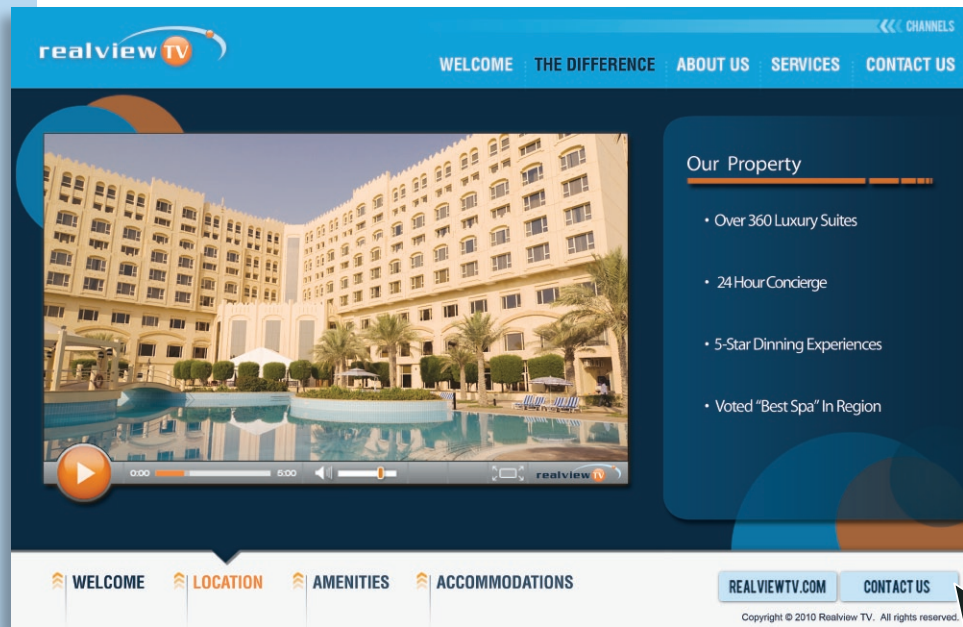 CHANNELS
realview TV
WELCOME THE DIFFERENCE ABOUT US SERVICES CONTACT US
Our Property
• Over 360 Luxury Suites
• 24 Hour Concierge
• 5-Star Dinning Experiences
• Voted “Best Spa” In Region
0:00 5:00 realview TV
WELCOME LOCATION AMENITIES ACCOMMODATIONS
REALVIEWTV.COM CONTACT US
Copyright © 2010 Realview TV. All rights reserved.